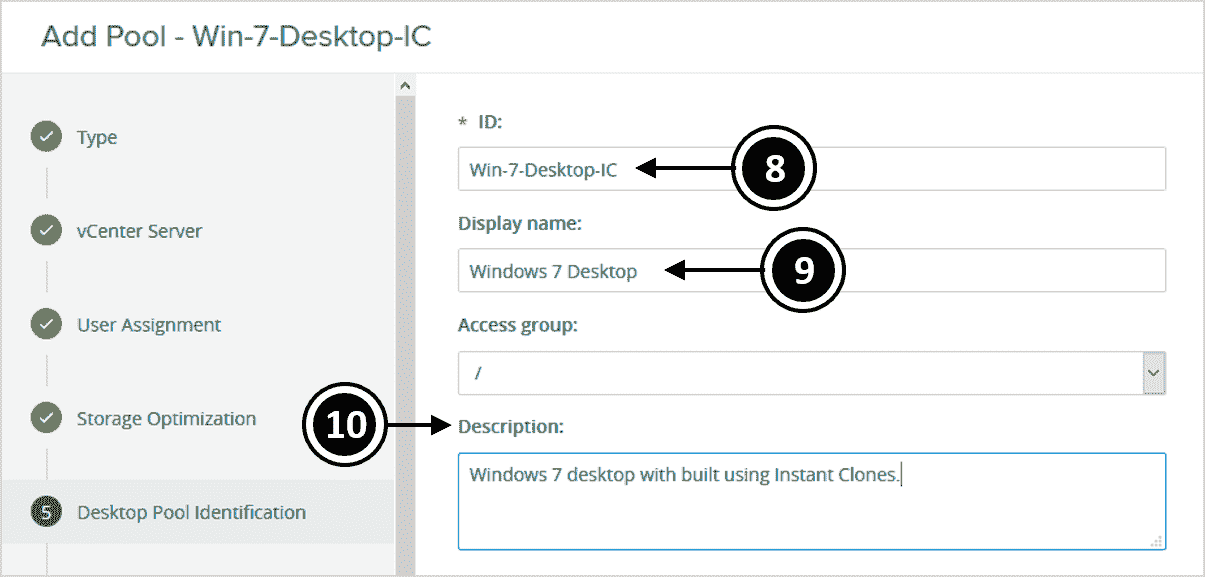 Add Pool - Win-7-Desktop-IC
Type
vCenter Server
User Assignment
Storage Optimization
5 Desktop Pool Identification
* ID:
Win-7-Desktop-IC
8
Display name:
Windows 7 Desktop
9
Access group:
/
10
Description:
Windows 7 desktop with built using Instant Clones.